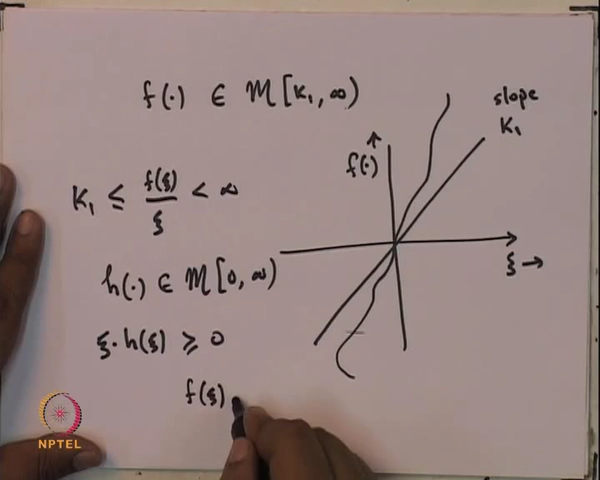 f(·) ∈ M[K₁, ∞)
slope
K₁
f(·)
K₁ ≤ f(ξ)/ξ < ∞
ξ →
h(·) ∈ M[0, ∞)
ξ·h(ξ) ≥ 0
f(ξ)
NPTEL